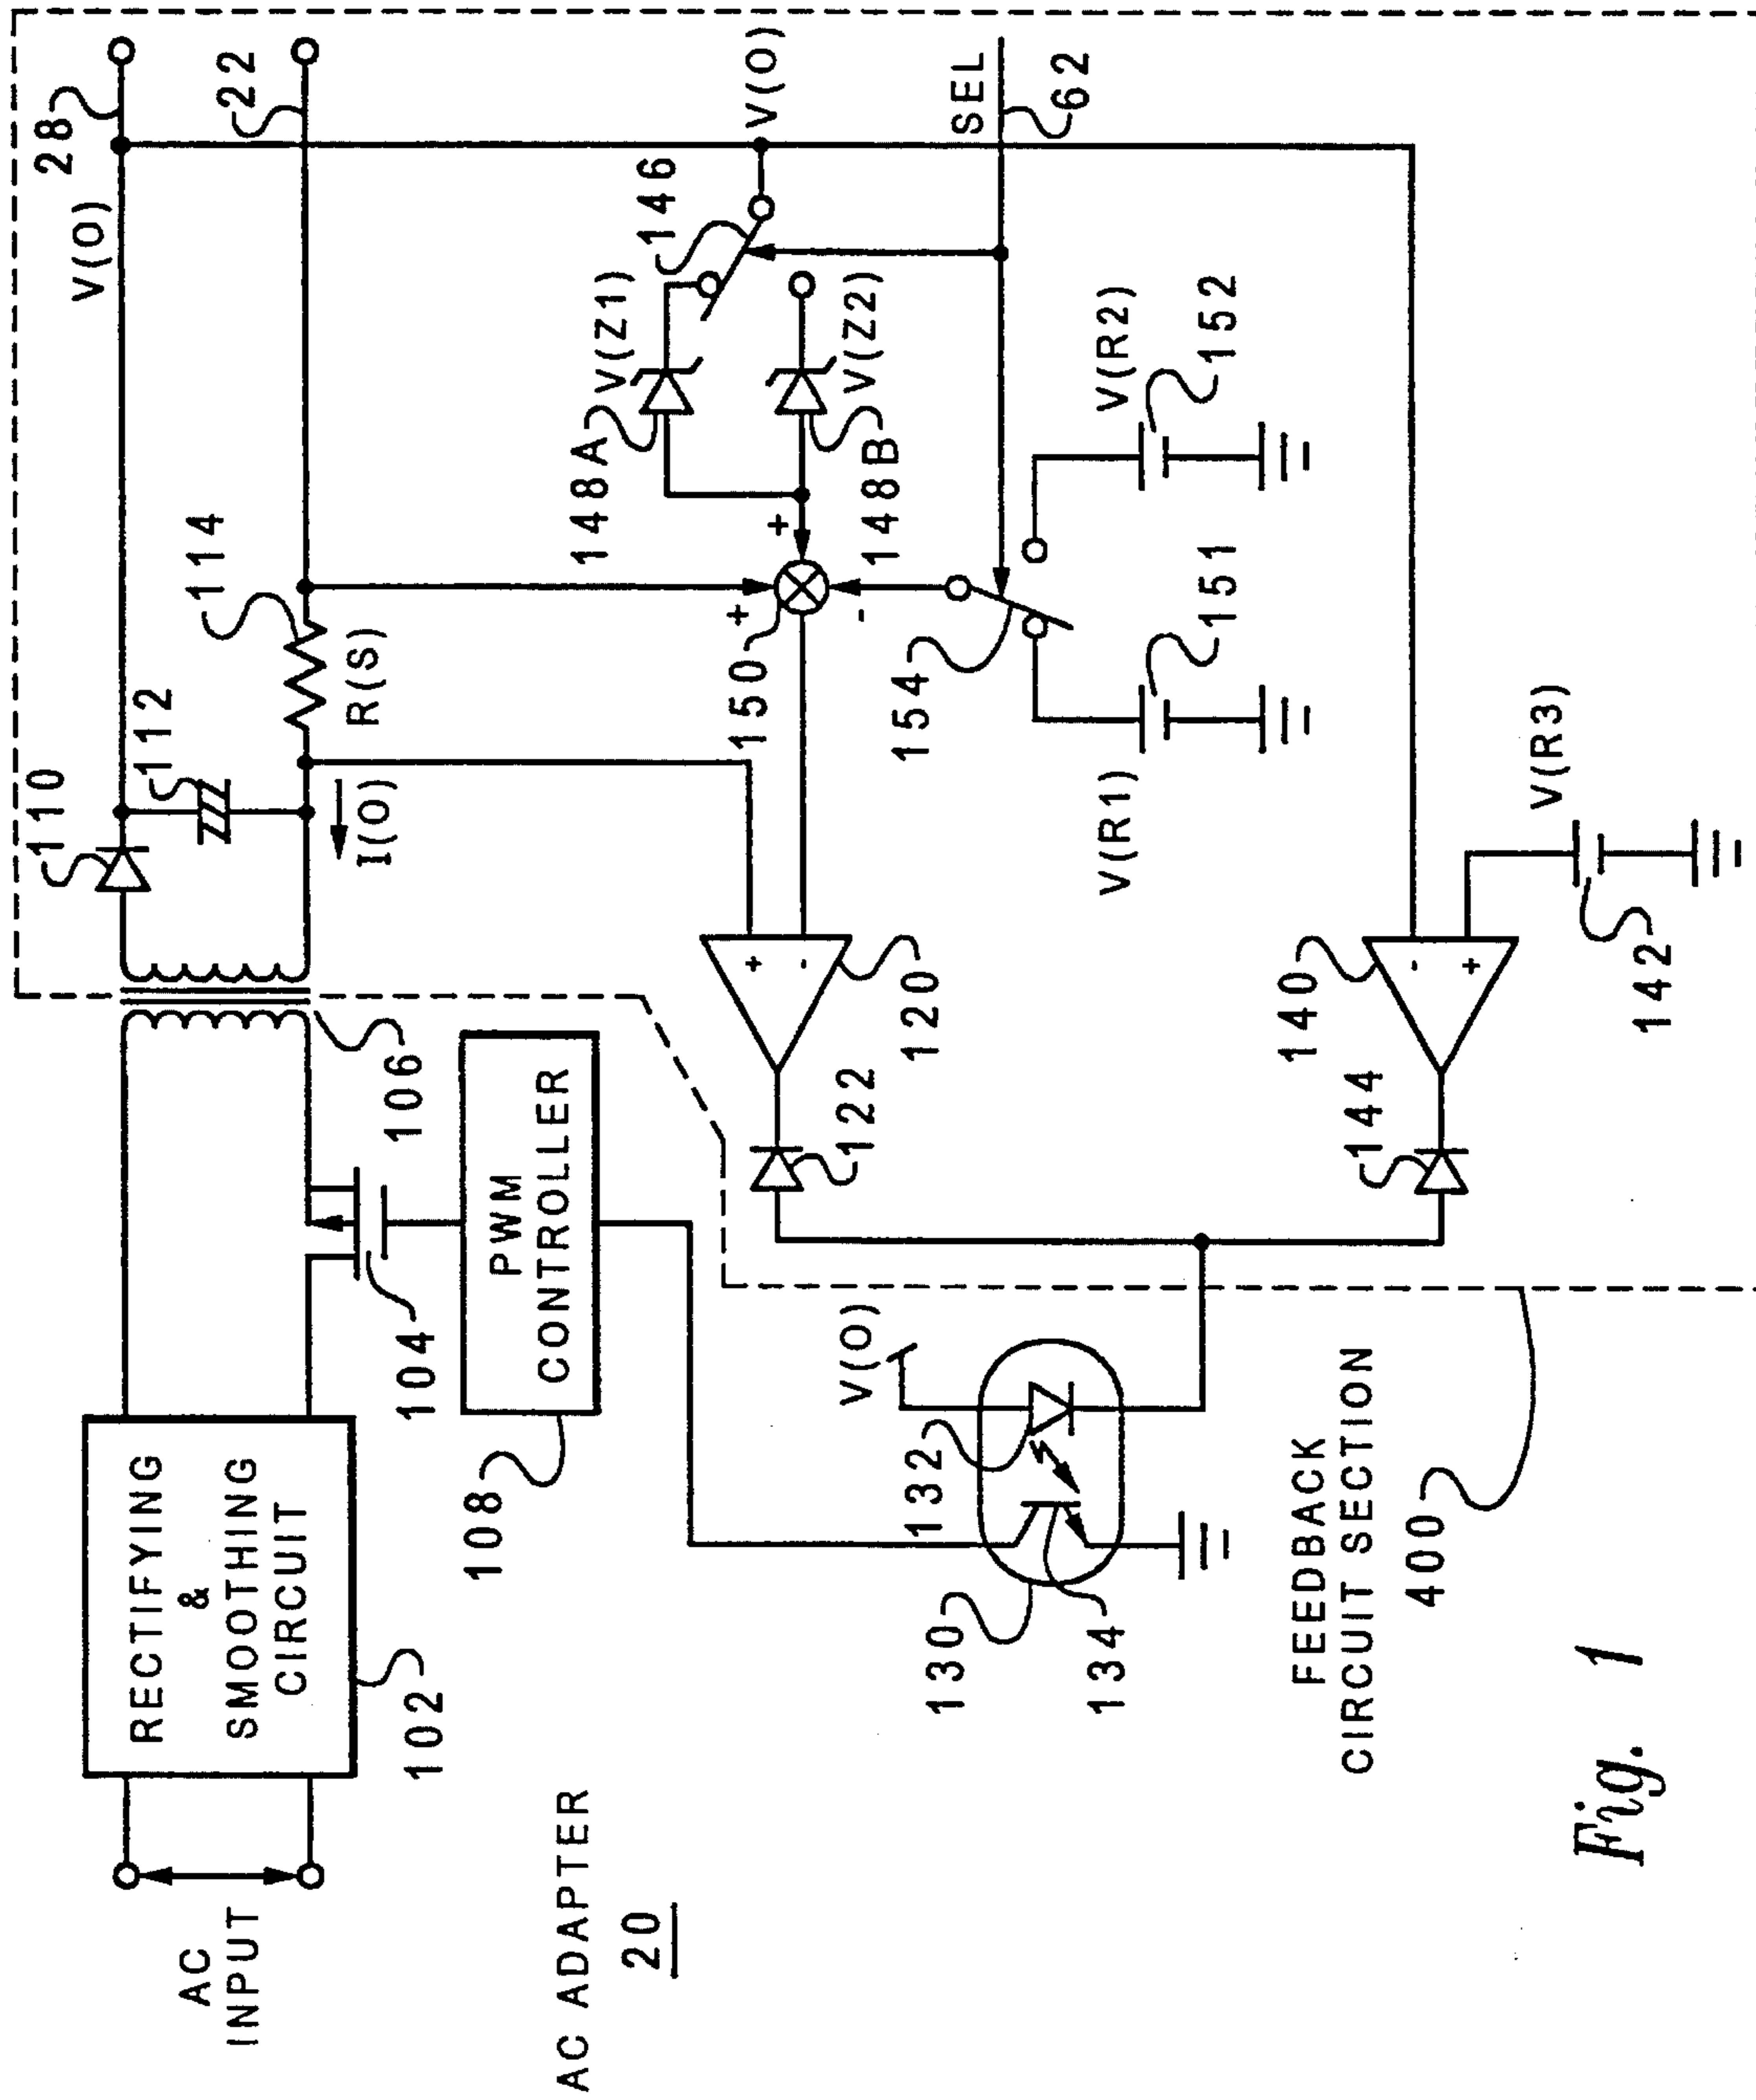 28
V(O)
22
110
112
114
R(S)
I(O)
146
V(O)
V(Z1)
V(Z2)
148A
148B
SEL
62
150
+
+
-
154
V(R1)
151
V(R2)
152
120
+
-
122
140
-
+
142
V(R3)
144
106
104
PWM
CONTROLLER
108
RECTIFYING
&
SMOOTHING
CIRCUIT
102
AC
INPUT
AC ADAPTER
20
V(O)
132
130
134
FEEDBACK
CIRCUIT SECTION
400
Fig. 1